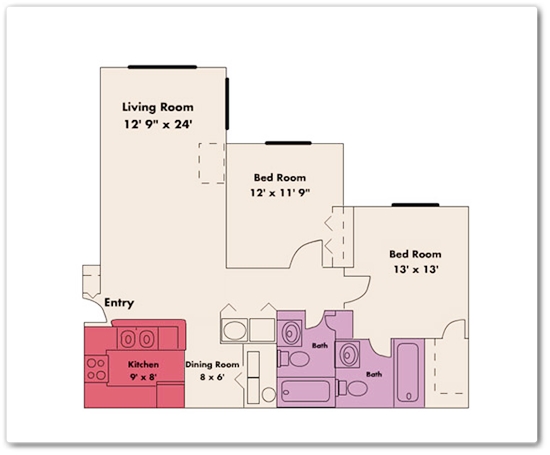 Living Room
12' 9" x 24'
Bed Room
12' x 11' 9"
Bed Room
13' x 13'
Entry
Kitchen
9' x 8'
Dining Room
8 x 6'
Bath
Bath